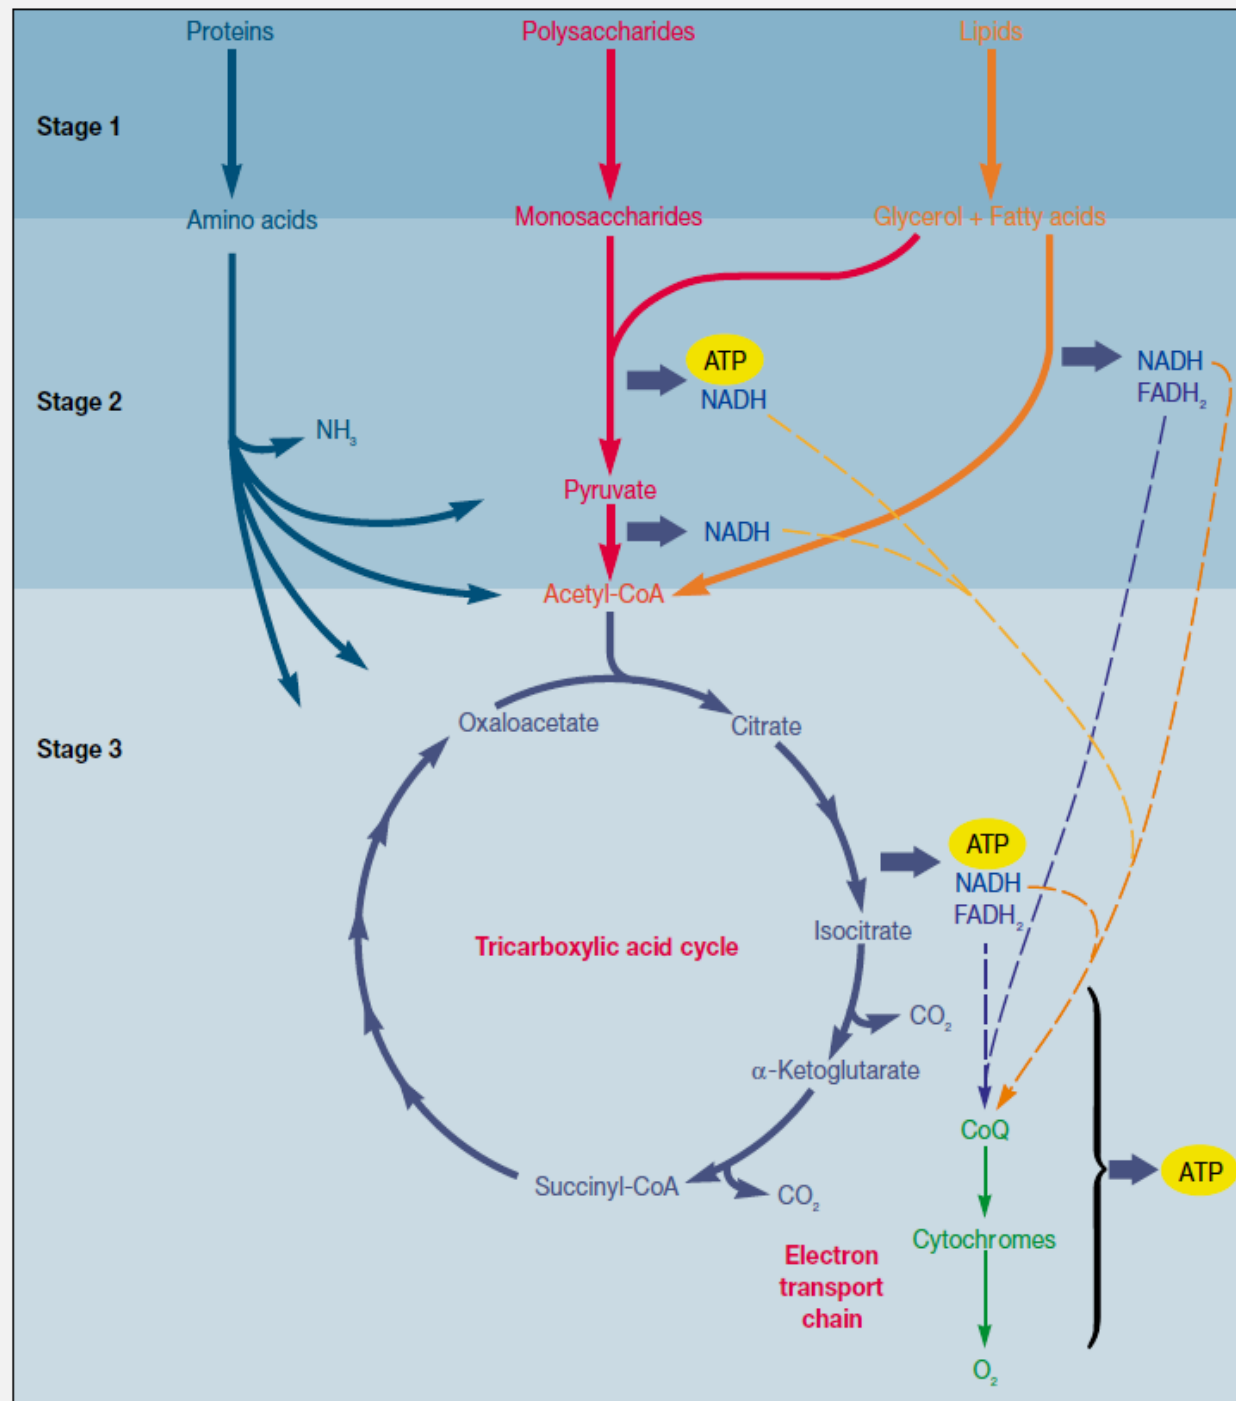 Proteins
Polysaccharides
Lipids
Stage 1
Amino acids
Monosaccharides
Glycerol + Fatty acids
ATP
NADH
NADH
FADH₂
Stage 2
NH₃
Pyruvate
NADH
Acetyl-CoA
Stage 3
Oxaloacetate
Citrate
ATP
NADH
FADH₂
Isocitrate
Tricarboxylic acid cycle
CO₂
α-Ketoglutarate
CoQ
Succinyl-CoA
CO₂
ATP
Cytochromes
Electron
transport
chain
O₂